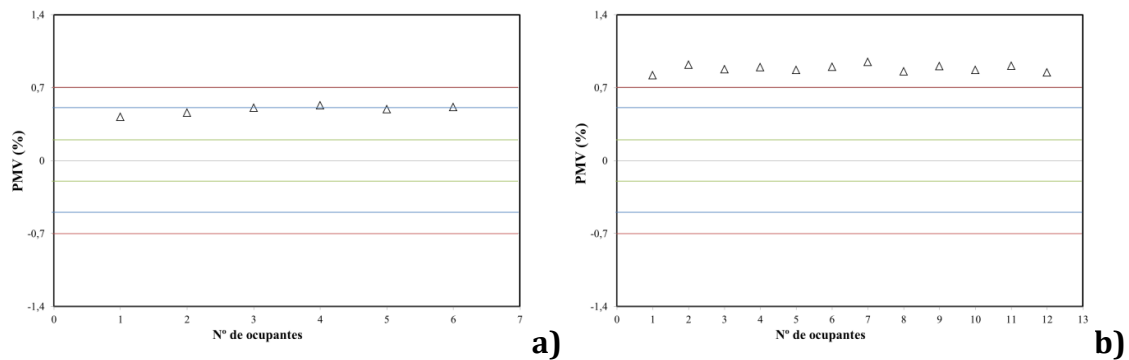 1,4
0,7
0
-0,7
-1,4
PMV (%)
0 1 2 3 4 5 6 7
Nº de ocupantes
a)
1,4
0,7
0
-0,7
-1,4
PMV (%)
0 1 2 3 4 5 6 7 8 9 10 11 12 13
Nº de ocupantes
b)